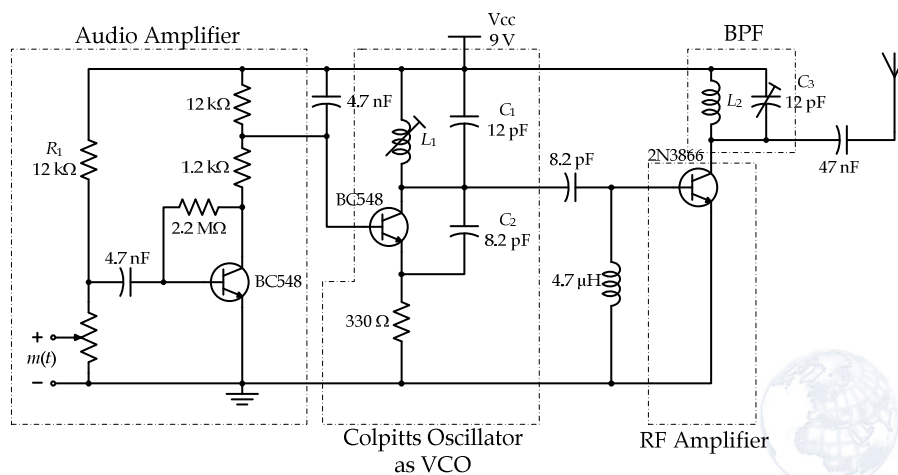 Audio Amplifier
Vcc
9 V
BPF
12 kΩ
4.7 nF
R1
12 kΩ
1.2 kΩ
L1
C1
12 pF
L2
C3
12 pF
2.2 MΩ
BC548
8.2 pF
2N3866
47 nF
4.7 nF
BC548
C2
8.2 pF
4.7 μH
330 Ω
+
m(t)
−
Colpitts Oscillator
as VCO
RF Amplifier